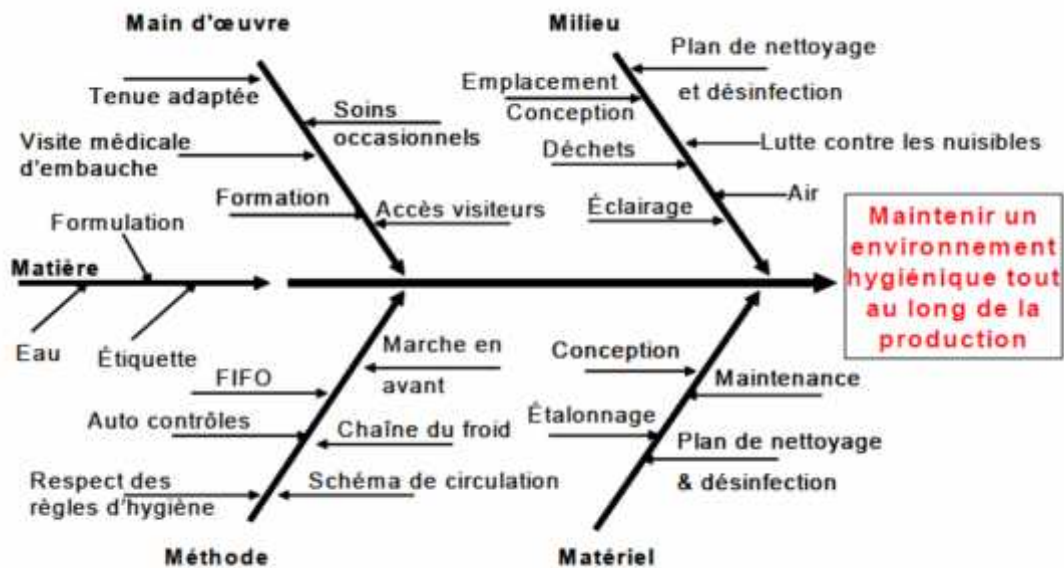 Main d'œuvre
Milieu
Tenue adaptée
Soins
occasionnels
Visite médicale
d'embauche
Formation
Accès visiteurs
Plan de nettoyage
et désinfection
Emplacement
Conception
Lutte contre les nuisibles
Déchets
Air
Éclairage
Formulation
Matière
Eau
Étiquette
Maintenir un
environnement
hygiénique tout
au long de la
production
Marche en
avant
FIFO
Auto contrôles
Chaîne du froid
Respect des
règles d'hygiène
Schéma de circulation
Méthode
Conception
Maintenance
Étalonnage
Plan de nettoyage
& désinfection
Matériel